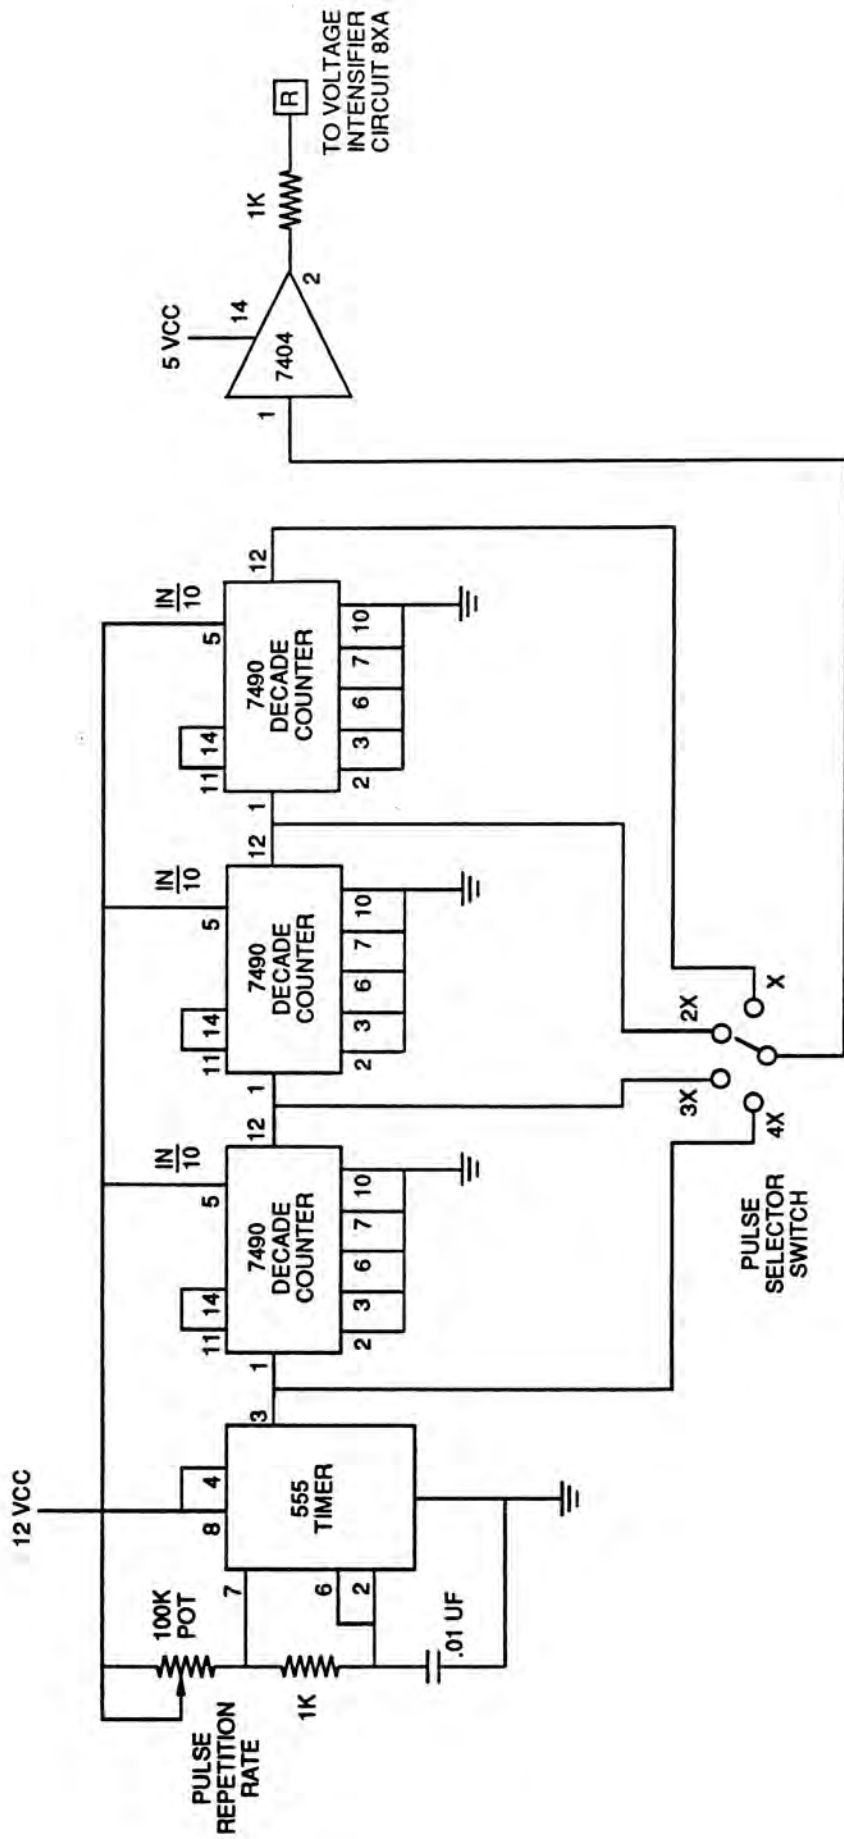 12 VCC
100K
POT
PULSE
REPETITION
RATE
1K
.01 UF
7
6
2
8
4
555
TIMER
3
1
11
14
5
IN
10
7490
DECADE
COUNTER
2
3
6
7
10
12
1
11
14
5
IN
10
7490
DECADE
COUNTER
2
3
6
7
10
12
1
11
14
5
IN
10
7490
DECADE
COUNTER
2
3
6
7
10
12
PULSE
SELECTOR
SWITCH
4X
3X
2X
X
5 VCC
14
1
7404
2
1K
R
TO VOLTAGE
INTENSIFIER
CIRCUIT 8XA